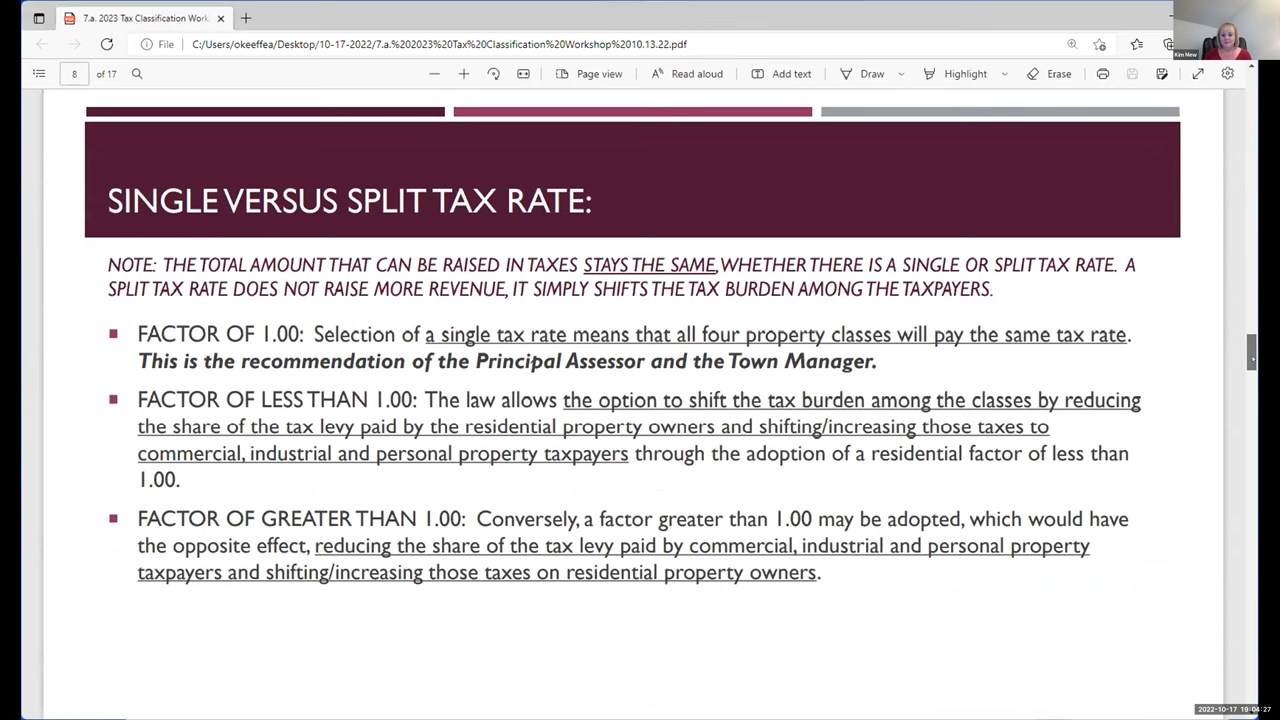 7.a. 2023 Tax Classification Work
File
C:/Users/okeeffea/Desktop/10-17-2022/7.a.%202023%20Tax%20Classification%20Workshop%2010.13.22.pdf
Kim Mew
8 of 17
Page view
Read aloud
Add text
Draw
Highlight
Erase
SINGLE VERSUS SPLIT TAX RATE:
NOTE: THE TOTAL AMOUNT THAT CAN BE RAISED IN TAXES STAYS THE SAME, WHETHER THERE IS A SINGLE OR SPLIT TAX RATE. A
SPLIT TAX RATE DOES NOT RAISE MORE REVENUE, IT SIMPLY SHIFTS THE TAX BURDEN AMONG THE TAXPAYERS.
■ FACTOR OF 1.00: Selection of a single tax rate means that all four property classes will pay the same tax rate.
This is the recommendation of the Principal Assessor and the Town Manager.
■ FACTOR OF LESS THAN 1.00: The law allows the option to shift the tax burden among the classes by reducing
the share of the tax levy paid by the residential property owners and shifting/increasing those taxes to
commercial, industrial and personal property taxpayers through the adoption of a residential factor of less than
1.00.
■ FACTOR OF GREATER THAN 1.00: Conversely, a factor greater than 1.00 may be adopted, which would have
the opposite effect, reducing the share of the tax levy paid by commercial, industrial and personal property
taxpayers and shifting/increasing those taxes on residential property owners.
2022-10-17 19:04:27